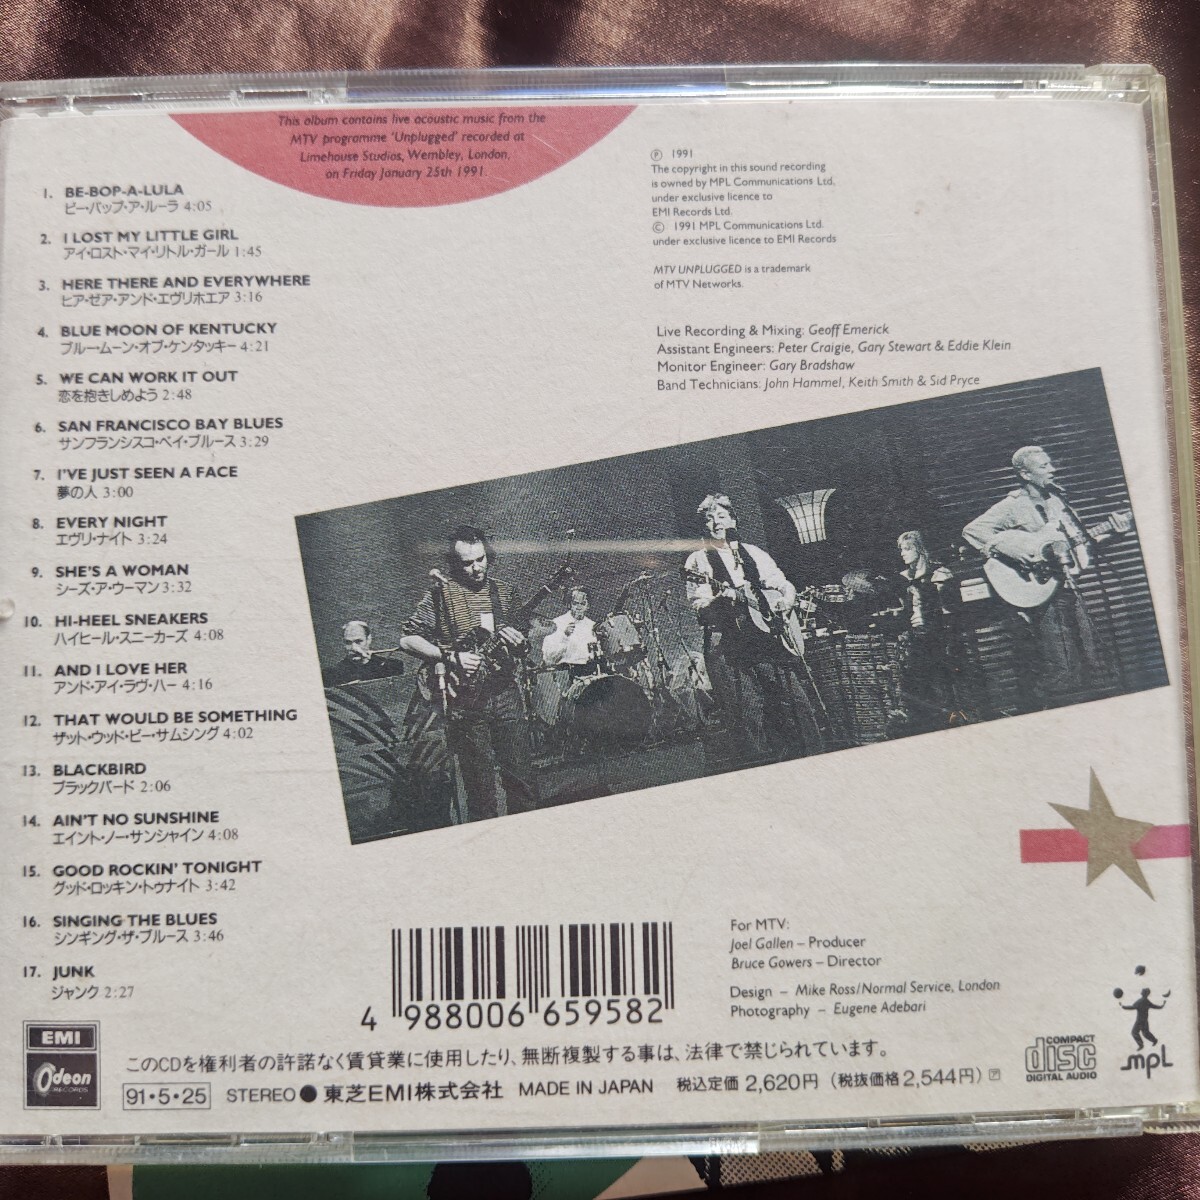 This album contains live acoustic music from the
MTV programme 'Unplugged' recorded at
Limehouse Studios, Wembley, London,
on Friday January 25th 1991.
1. BE-BOP-A-LULA
ビー・バップ・ア・ルーラ 4:05
2. I LOST MY LITTLE GIRL
アイ・ロスト・マイ・リトル・ガール 1:45
3. HERE THERE AND EVERYWHERE
ヒア・ゼア・アンド・エヴリホエア 3:16
4. BLUE MOON OF KENTUCKY
ブルー・ムーン・オブ・ケンタッキー 4:21
5. WE CAN WORK IT OUT
恋を抱きしめよう 2:48
6. SAN FRANCISCO BAY BLUES
サンフランシスコ・ベイ・ブルース 3:29
7. I'VE JUST SEEN A FACE
夢の人 3:00
8. EVERY NIGHT
エヴリ・ナイト 3:24
9. SHE'S A WOMAN
シーズ・ア・ウーマン 3:32
10. HI-HEEL SNEAKERS
ハイヒール・スニーカーズ 4:08
11. AND I LOVE HER
アンド・アイ・ラヴ・ハー 4:16
12. THAT WOULD BE SOMETHING
ザット・ウッド・ビー・サムシング 4:02
13. BLACKBIRD
ブラックバード 2:06
14. AIN'T NO SUNSHINE
エイント・ノー・サンシャイン 4:08
15. GOOD ROCKIN' TONIGHT
グッド・ロッキン・トゥナイト 3:42
16. SINGING THE BLUES
シンギング・ザ・ブルース 3:46
17. JUNK
ジャンク 2:27
Ⓟ 1991
The copyright in this sound recording
is owned by MPL Communications Ltd.
under exclusive licence to
EMI Records Ltd.
© 1991 MPL Communications Ltd.
under exclusive licence to EMI Records
MTV UNPLUGGED is a trademark
of MTV Networks.
Live Recording & Mixing: Geoff Emerick
Assistant Engineers: Peter Craigie, Gary Stewart & Eddie Klein
Monitor Engineer: Gary Bradshaw
Band Technicians: John Hammel, Keith Smith & Sid Pryce
For MTV:
Joel Gallen – Producer
Bruce Gowers – Director
Design – Mike Ross/Normal Service, London
Photography – Eugene Adebari
4 988006 659582
EMI
Odeon
RECORDS
このCDを権利者の許諾なく賃貸業に使用したり、無断複製する事は、法律で禁じられています。
91・5・25 STEREO ● 東芝EMI株式会社 MADE IN JAPAN 税込定価 2,620円 (税抜価格 2,544円)
COMPACT
disc
DIGITAL AUDIO
mpL